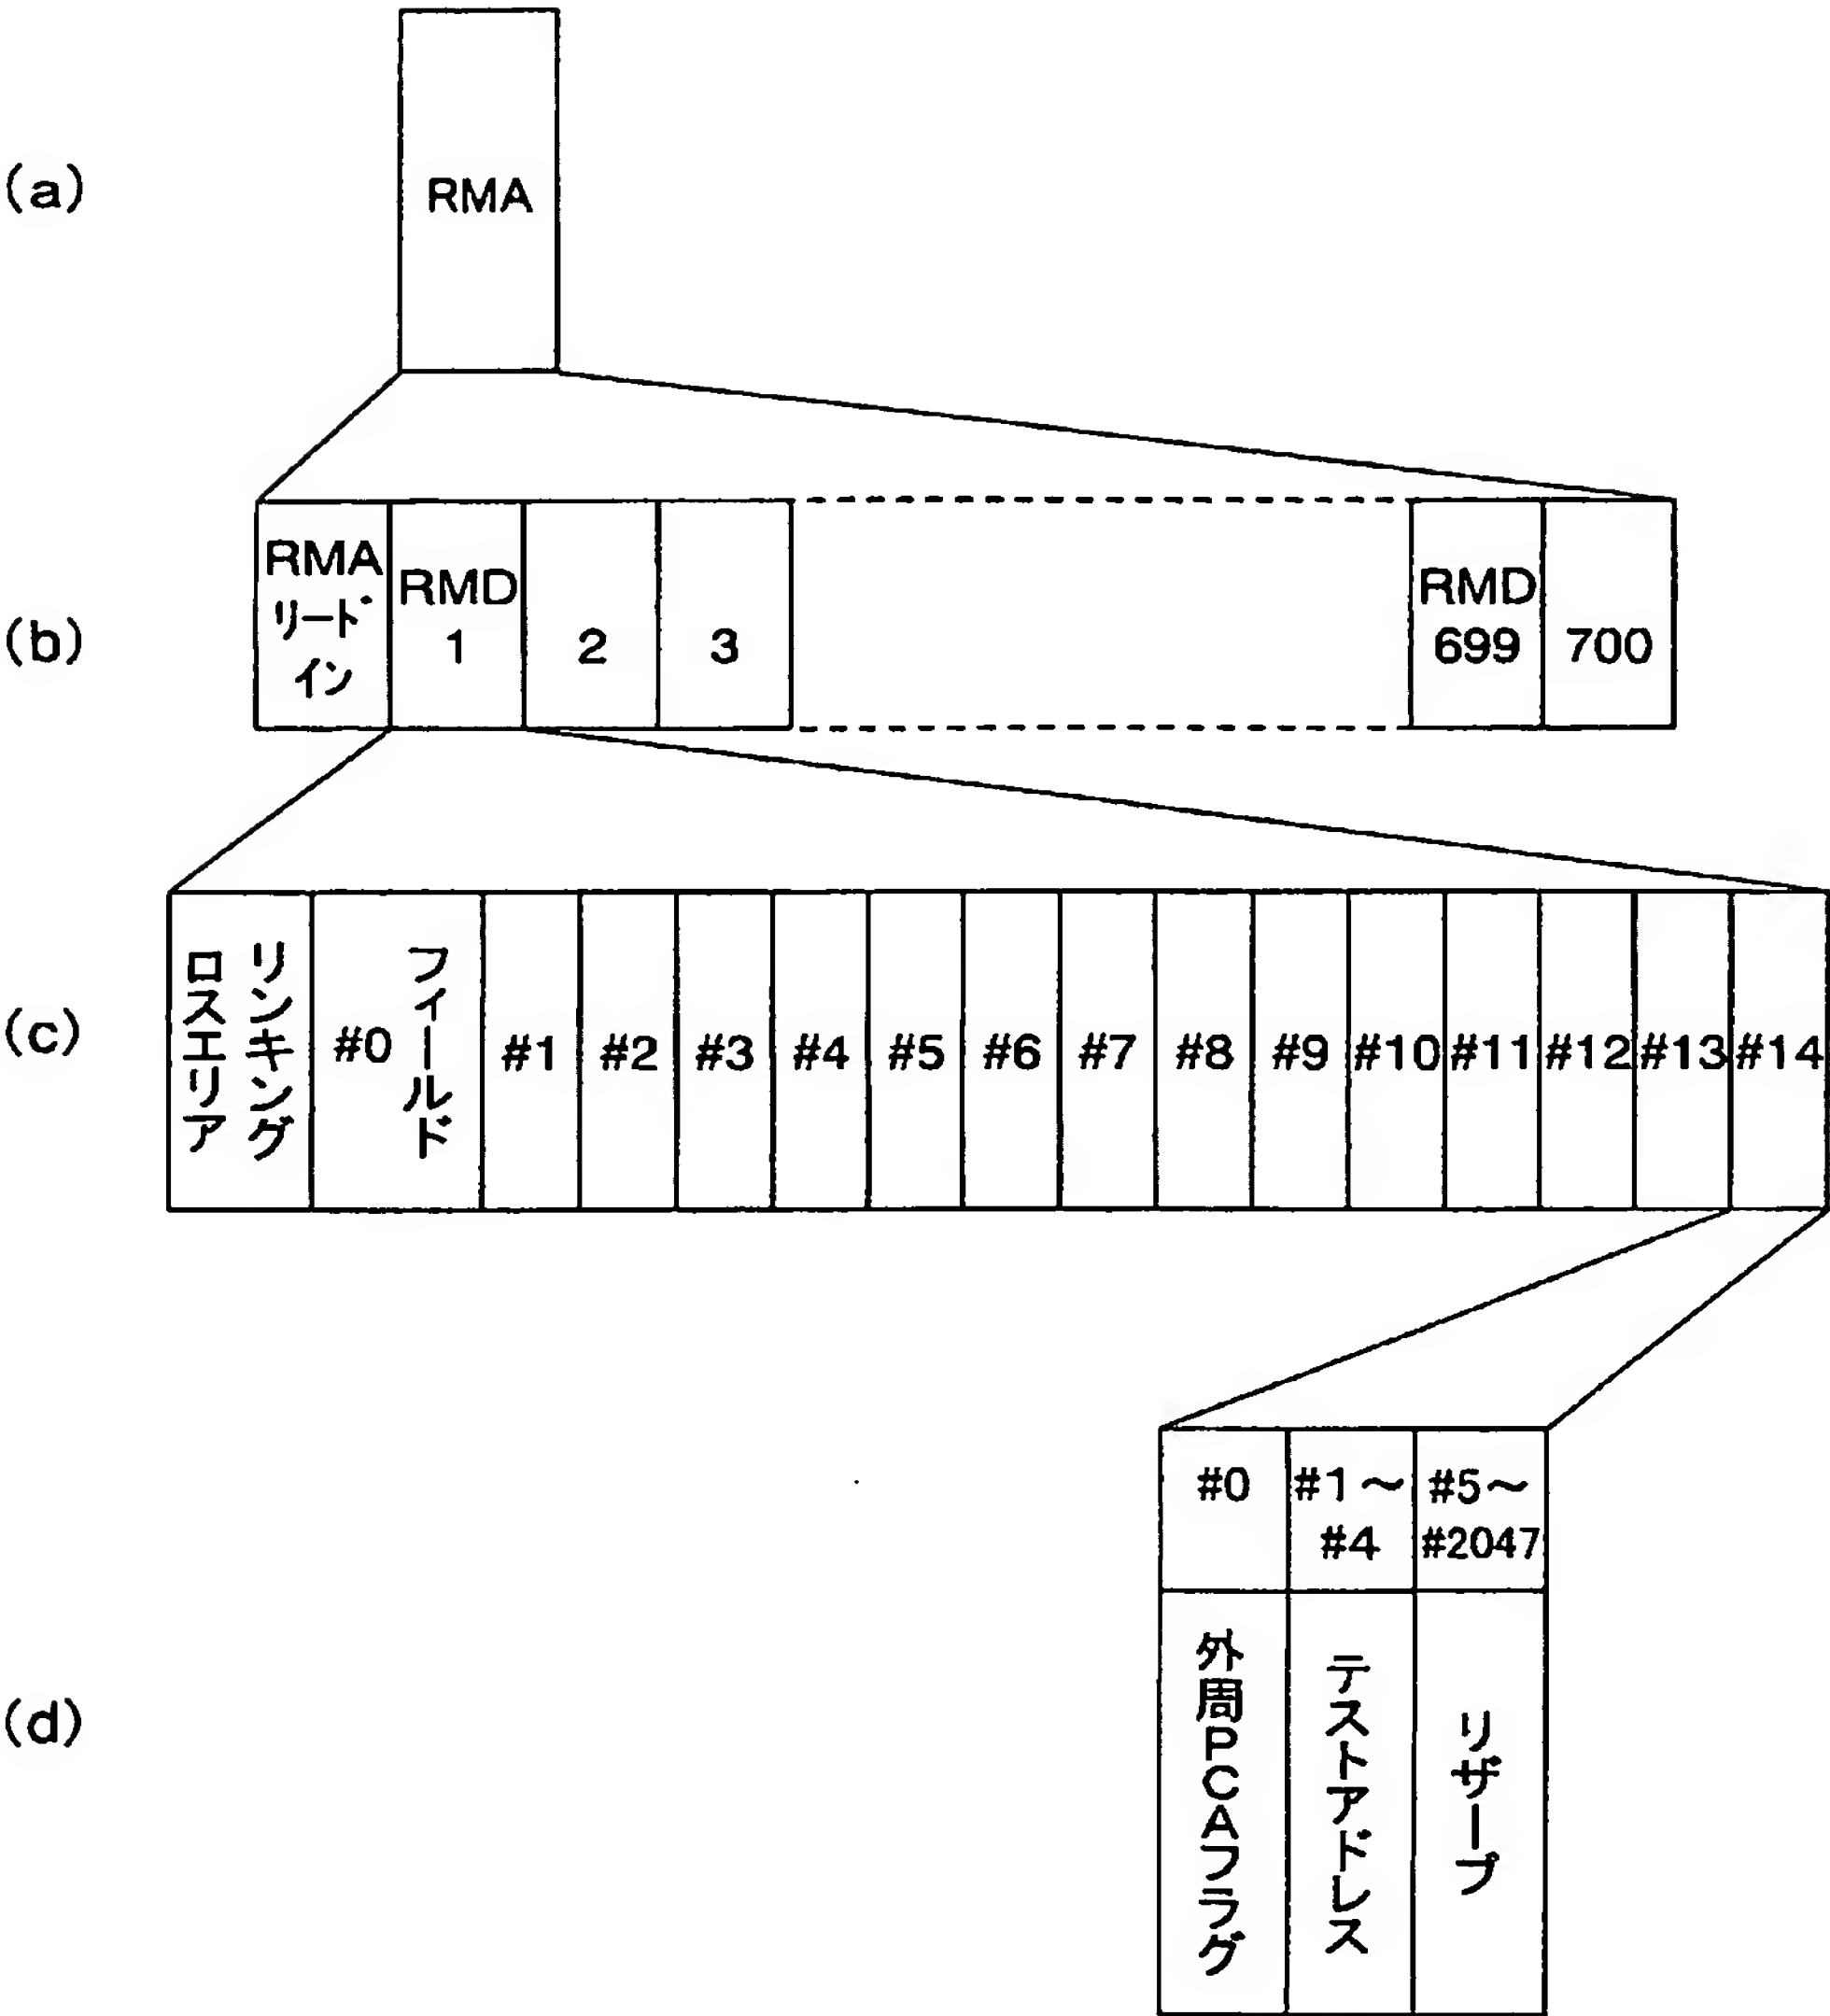 (a)
RMA
(b)
RMA
リード
イン
RMD
1
2
3
RMD
699
700
(c)
リンキング
ロスエリア
フィールド
#0
#1
#2
#3
#4
#5
#6
#7
#8
#9
#10
#11
#12
#13
#14
(d)
#0
#1～
#4
#5～
#2047
外周PCAフラグ
テストアドレス
リザーブ